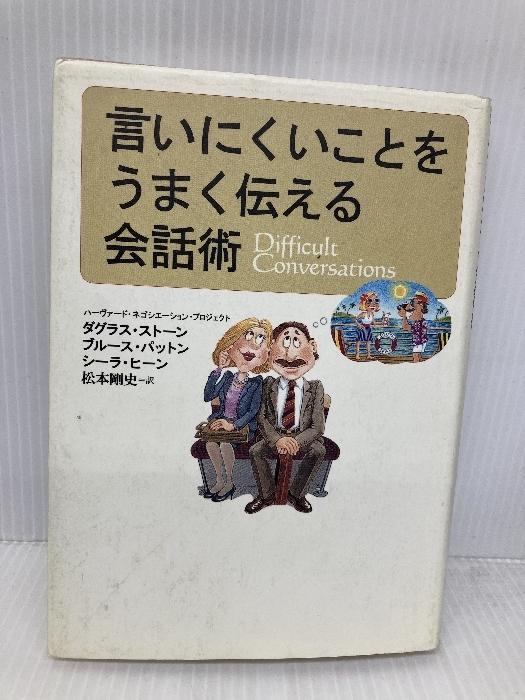 言いにくいことを
うまく伝える
会話術
Difficult
Conversations
ハーヴァード・ネゴシエーション・プロジェクト
ダグラス・ストーン
ブルース・パットン
シーラ・ヒーン
松本剛史―訳